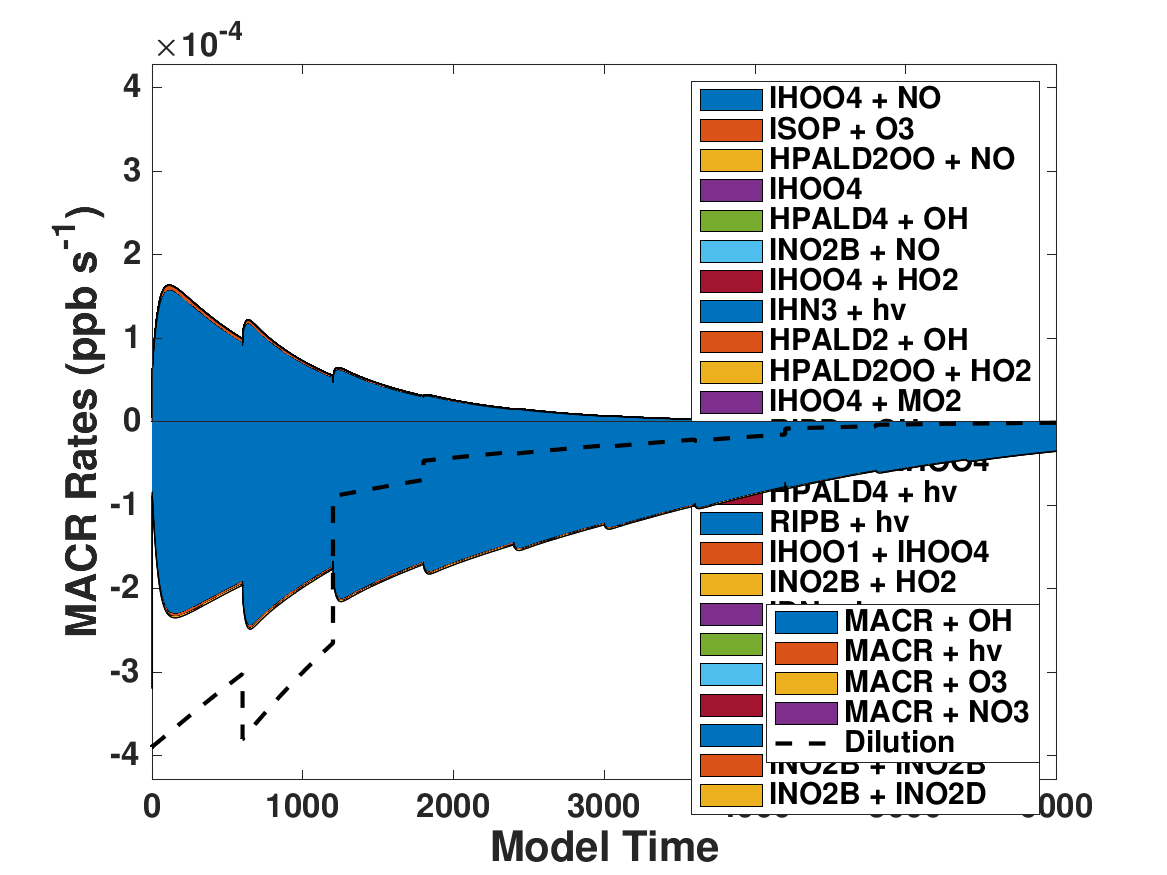 ×10-4
4
3
2
1
0
-1
-2
-3
-4
MACR Rates (ppb s-1)
0
1000
2000
3000
Model Time
IHOO4 + NO
ISOP + O3
HPALD2OO + NO
IHOO4
HPALD4 + OH
INO2B + NO
IHOO4 + HO2
IHN3 + hv
HPALD2 + OH
HPALD2OO + HO2
IHOO4 + MO2
HPALD4 + hv
RIPB + hv
IHOO1 + IHOO4
INO2B + HO2
MACR + OH
MACR + hv
MACR + O3
MACR + NO3
Dilution
INO2B + INO2B
INO2B + INO2D